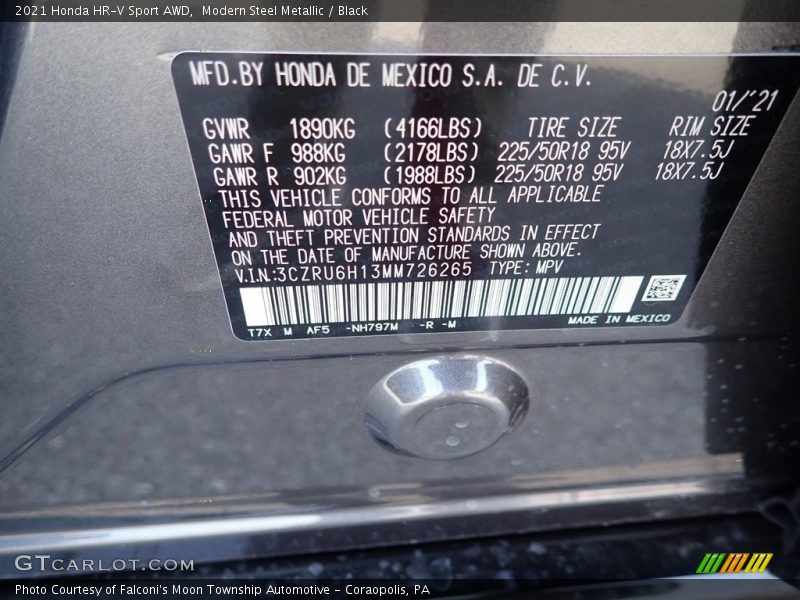 2021 Honda HR-V Sport AWD,  Modern Steel Metallic / Black
MFD.BY HONDA DE MEXICO S.A. DE C.V.
01/'21
GVWR 1890KG (4166LBS) TIRE SIZE RIM SIZE
GAWR F 988KG (2178LBS) 225/50R18 95V 18X7.5J
GAWR R 902KG (1988LBS) 225/50R18 95V 18X7.5J
THIS VEHICLE CONFORMS TO ALL APPLICABLE
FEDERAL MOTOR VEHICLE SAFETY
AND THEFT PREVENTION STANDARDS IN EFFECT
ON THE DATE OF MANUFACTURE SHOWN ABOVE.
V.I.N:3CZRU6H13MM726265 TYPE: MPV
T7X M AF5 -NH797M -R -M MADE IN MEXICO
GTCARLOT.COM
Photo Courtesy of Falconi's Moon Township Automotive - Coraopolis, PA